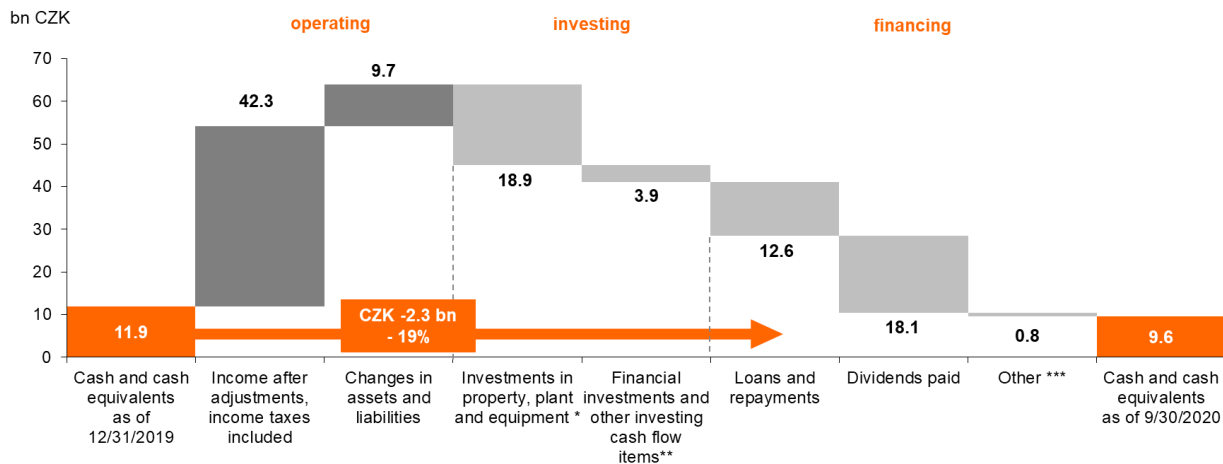 bn CZK
operating
investing
financing
70
60
50
40
30
20
10
0
11.9
42.3
9.7
18.9
3.9
12.6
18.1
0.8
9.6
CZK -2.3 bn
- 19%
Cash and cash
equivalents
as of
12/31/2019
Income after
adjustments,
income taxes
included
Changes in
assets and
liabilities
Investments in
property, plant
and equipment *
Financial
investments and
other investing
cash flow
items**
Loans and
repayments
Dividends paid
Other ***
Cash and cash
equivalents
as of 9/30/2020